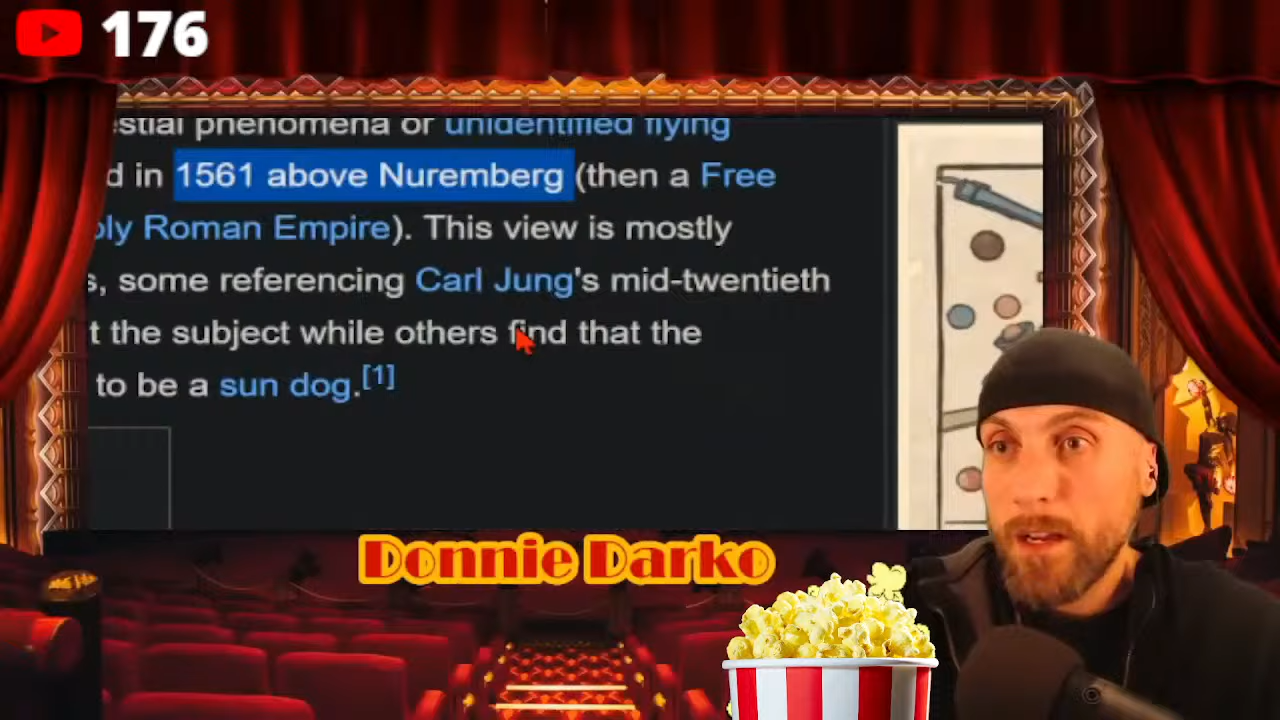 176
estial phenomena or unidentified flying
d in 1561 above Nuremberg (then a Free
oly Roman Empire). This view is mostly
s, some referencing Carl Jung's mid-twentieth
t the subject while others find that the
to be a sun dog.[1]
Donnie Darko